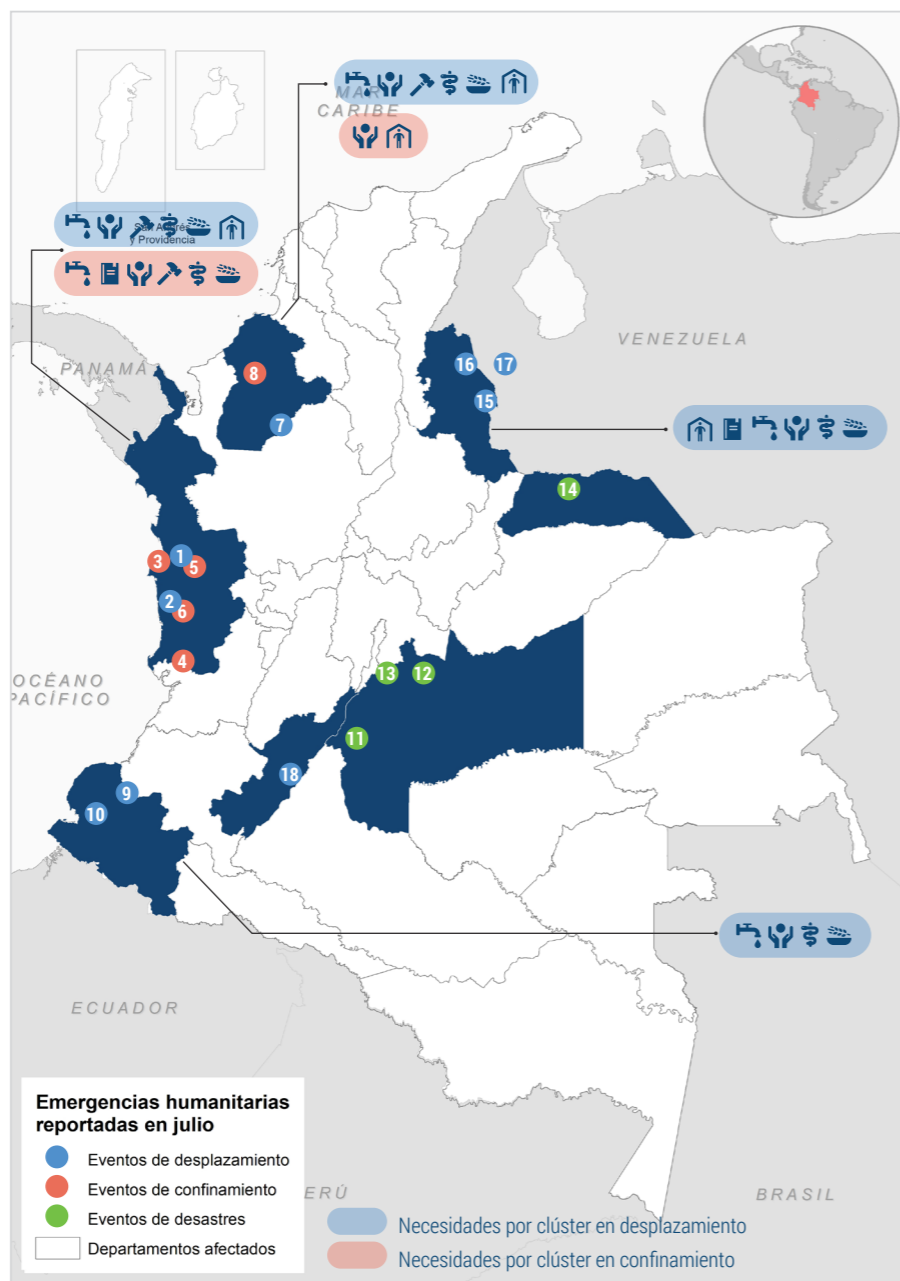 MAR
CARIBE
San Andrés
y Providencia
VENEZUELA
PANAMÁ
8
7
16
17
15
14
3
1
5
2
6
4
OCÉANO
PACÍFICO
13
12
11
18
9
10
ECUADOR
Emergencias humanitarias
reportadas en julio
Eventos de desplazamiento
Eventos de confinamiento
Eventos de desastres
Departamentos afectados
ERÚ
BRASIL
Necesidades por clúster en desplazamiento
Necesidades por clúster en confinamiento